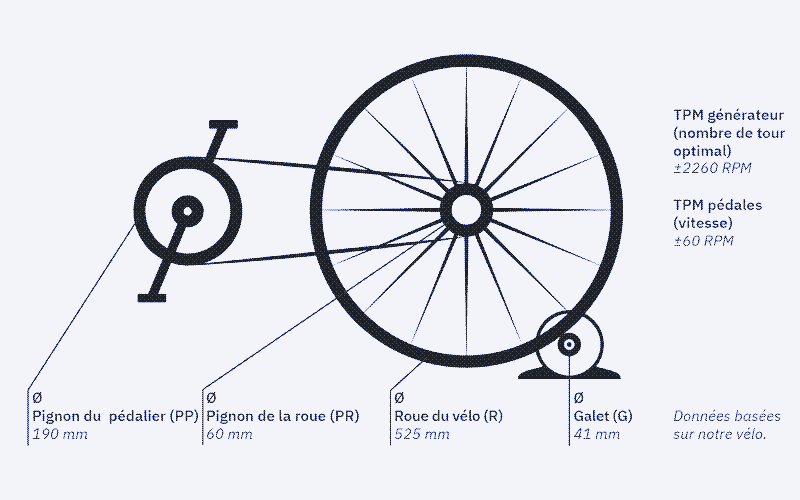 TPM générateur
(nombre de tour
optimal)
±2260 RPM
TPM pédales
(vitesse)
±60 RPM
Ø
Pignon du pédalier (PP)
190 mm
Ø
Pignon de la roue (PR)
60 mm
Ø
Roue du vélo (R)
525 mm
Ø
Galet (G)
41 mm
Données basées
sur notre vélo.